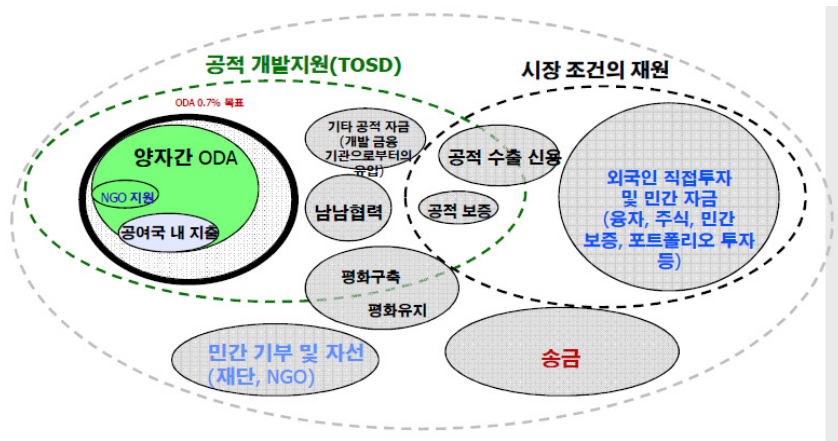 공적 개발지원(TOSD)
시장 조건의 재원
ODA 0.7% 목표
양자간 ODA
NGO 지원
공여국 내 지출
기타 공적 자금
(개발 금융
기관으로부터의
유입)
남남협력
공적 수출 신용
공적 보증
외국인 직접투자
및 민간 자금
(융자, 주식, 민간
보증, 포트폴리오 투자
등)
평화구축
평화유지
민간 기부 및 자선
(재단, NGO)
송금